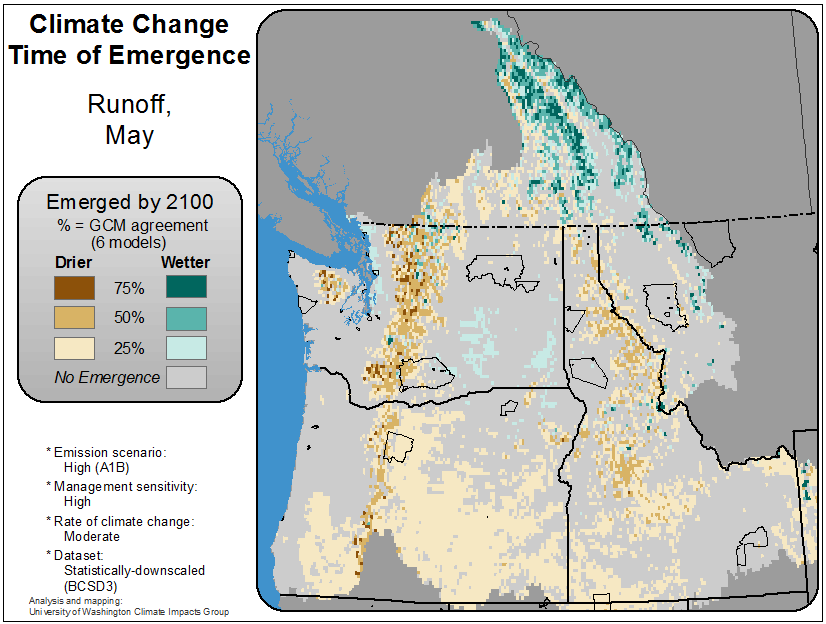 Climate Change
Time of Emergence
Runoff,
May
Emerged by 2100
% = GCM agreement
(6 models)
Drier Wetter
75%
50%
25%
No Emergence
* Emission scenario:
High (A1B)
* Management sensitivity:
High
* Rate of climate change:
Moderate
* Dataset:
Statistically-downscaled
(BCSD3)
Analysis and mapping:
University of Washington Climate Impacts Group